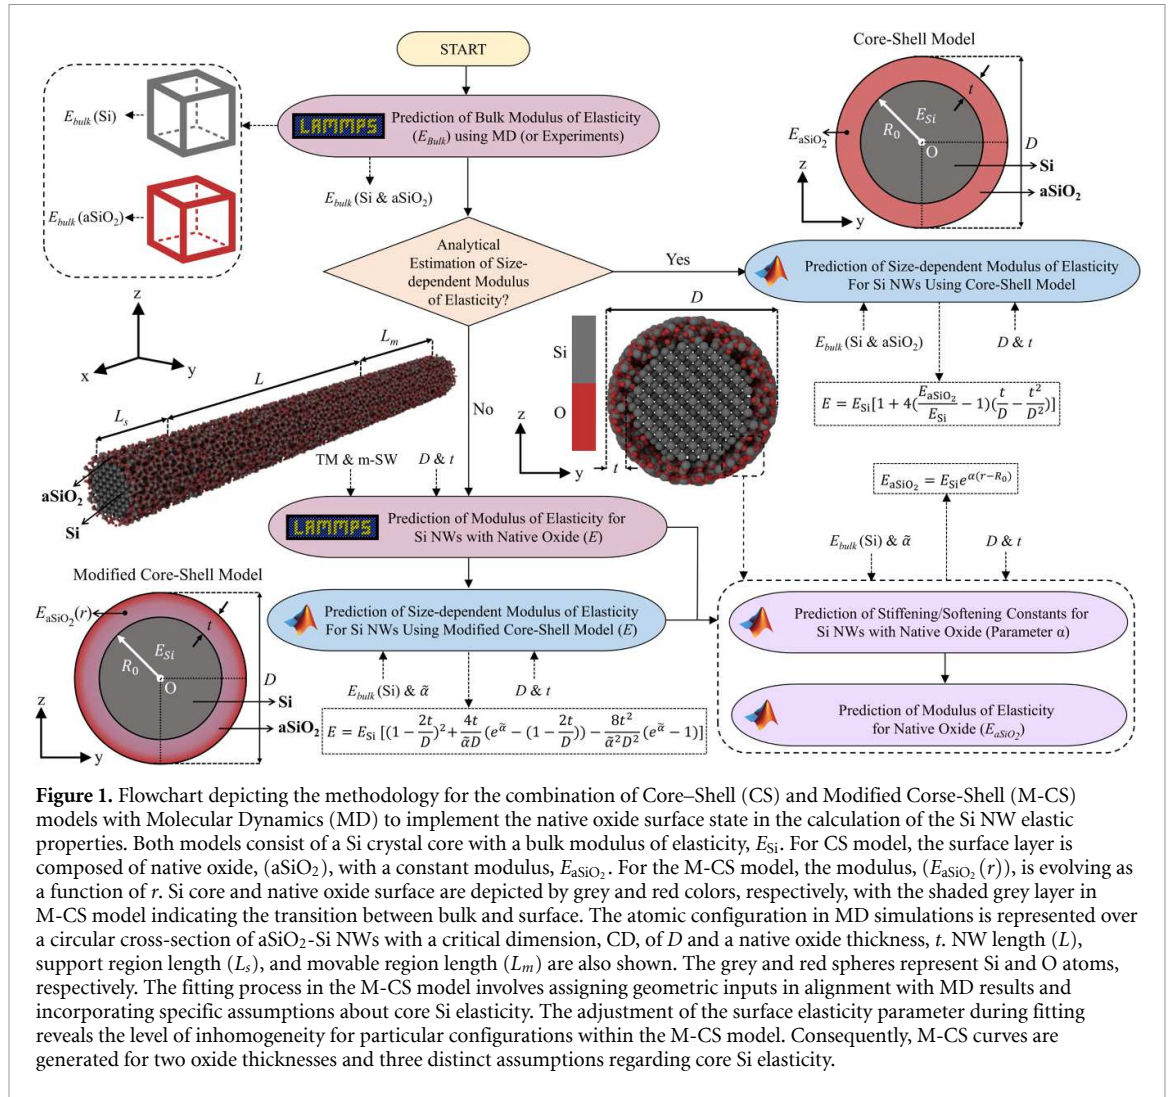 START
Core-Shell Model
LAMMPS
Prediction of Bulk Modulus of Elasticity
(E_Bulk) using MD (or Experiments)
E_bulk(Si)
E_bulk(aSiO₂)
E_bulk(Si & aSiO₂)
E_Si
R₀
O
t
D
E_aSiO₂
Si
aSiO₂
z
y
Analytical
Estimation of Size-
dependent Modulus
of Elasticity?
Yes
No
Prediction of Size-dependent Modulus of Elasticity
For Si NWs Using Core-Shell Model
E_bulk(Si & aSiO₂)
D & t
E = E_Si[1 + 4(E_aSiO₂/E_Si − 1)(t/D − t²/D²)]
z
x
y
L_s
L
L_m
aSiO₂
Si
Si
O
D
t
z
y
TM & m-SW
D & t
LAMMPS
Prediction of Modulus of Elasticity for
Si NWs with Native Oxide (E)
E_aSiO₂ = E_Si e^α(r−R₀)
E_bulk(Si) & α̃
D & t
Modified Core-Shell Model
E_aSiO₂(r)
t
E_Si
R₀
O
D
Si
aSiO₂
z
y
Prediction of Size-dependent Modulus of Elasticity
For Si NWs Using Modified Core-Shell Model (E)
E_bulk(Si) & α̃
D & t
E = E_Si [(1 − 2t/D)² + 4t/α̃D (e^α̃ − (1 − 2t/D)) − 8t²/α̃²D² (e^α̃ − 1)]
Prediction of Stiffening/Softening Constants for
Si NWs with Native Oxide (Parameter α)
Prediction of Modulus of Elasticity
for Native Oxide (E_aSiO₂)
Figure 1. Flowchart depicting the methodology for the combination of Core–Shell (CS) and Modified Corse-Shell (M-CS)
models with Molecular Dynamics (MD) to implement the native oxide surface state in the calculation of the Si NW elastic
properties. Both models consist of a Si crystal core with a bulk modulus of elasticity, E_Si. For CS model, the surface layer is
composed of native oxide, (aSiO₂), with a constant modulus, E_aSiO₂. For the M-CS model, the modulus, (E_aSiO₂(r)), is evolving as
a function of r. Si core and native oxide surface are depicted by grey and red colors, respectively, with the shaded grey layer in
M-CS model indicating the transition between bulk and surface. The atomic configuration in MD simulations is represented over
a circular cross-section of aSiO₂-Si NWs with a critical dimension, CD, of D and a native oxide thickness, t. NW length (L),
support region length (L_s), and movable region length (L_m) are also shown. The grey and red spheres represent Si and O atoms,
respectively. The fitting process in the M-CS model involves assigning geometric inputs in alignment with MD results and
incorporating specific assumptions about core Si elasticity. The adjustment of the surface elasticity parameter during fitting
reveals the level of inhomogeneity for particular configurations within the M-CS model. Consequently, M-CS curves are
generated for two oxide thicknesses and three distinct assumptions regarding core Si elasticity.